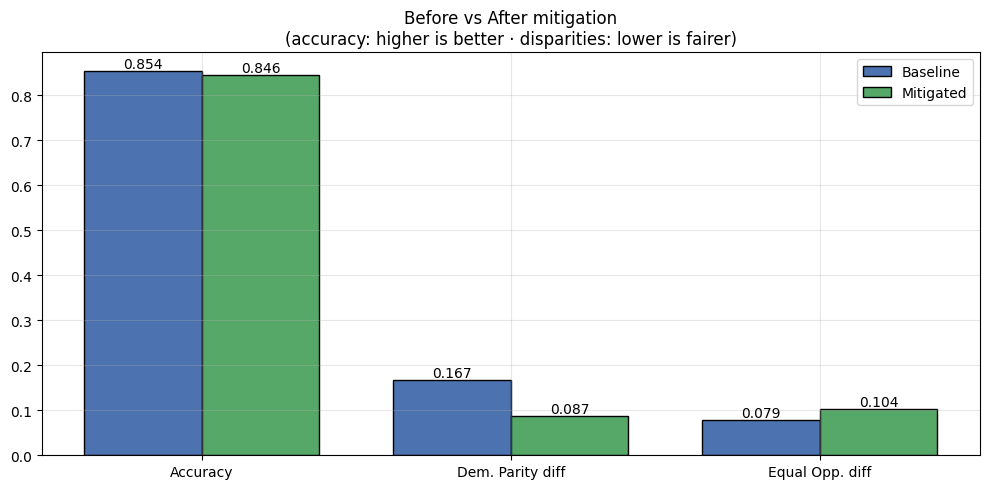 Before vs After mitigation
(accuracy: higher is better · disparities: lower is fairer)
Baseline
Mitigated
0.854
0.846
0.167
0.087
0.079
0.104
0.8
0.7
0.6
0.5
0.4
0.3
0.2
0.1
0.0
Accuracy
Dem. Parity diff
Equal Opp. diff